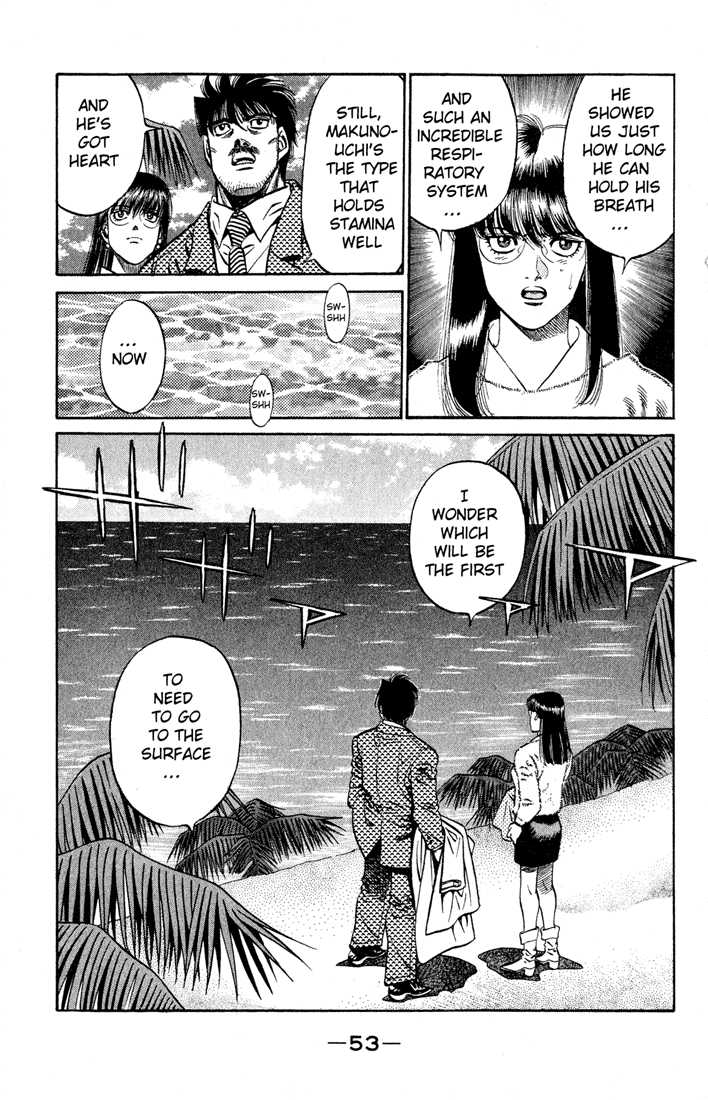 HE
SHOWED
US JUST
HOW LONG
HE CAN
HOLD HIS
BREATH
...
AND
SUCH AN
INCREDIBLE
RESPI-
RATORY
SYSTEM
...
STILL,
MAKUNO-
UCHI'S
THE TYPE
THAT
HOLDS
STAMINA
WELL
AND
HE'S
GOT
HEART
SW-
SHH
...
NOW
SW-
SHH
I
WONDER
WHICH
WILL BE
THE FIRST
TO
NEED
TO GO
TO THE
SURFACE
...
—53—